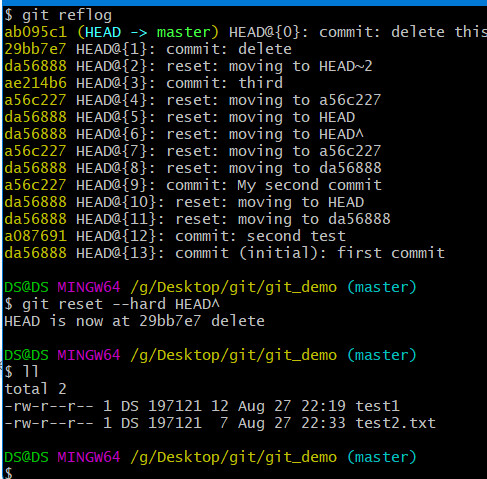 $ git reflog
ab095c1 (HEAD -> master) HEAD@{0}: commit: delete this
29bb7e7 HEAD@{1}: commit: delete
da56888 HEAD@{2}: reset: moving to HEAD~2
ae214b6 HEAD@{3}: commit: third
a56c227 HEAD@{4}: reset: moving to a56c227
da56888 HEAD@{5}: reset: moving to HEAD
da56888 HEAD@{6}: reset: moving to HEAD^
a56c227 HEAD@{7}: reset: moving to a56c227
da56888 HEAD@{8}: reset: moving to da56888
a56c227 HEAD@{9}: commit: My second commit
da56888 HEAD@{10}: reset: moving to HEAD
da56888 HEAD@{11}: reset: moving to da56888
a087691 HEAD@{12}: commit: second test
da56888 HEAD@{13}: commit (initial): first commit
DS@DS MINGW64 /g/Desktop/git/git_demo (master)
$ git reset --hard HEAD^
HEAD is now at 29bb7e7 delete
DS@DS MINGW64 /g/Desktop/git/git_demo (master)
$ ll
total 2
-rw-r--r-- 1 DS 197121 12 Aug 27 22:19 test1
-rw-r--r-- 1 DS 197121  7 Aug 27 22:33 test2.txt
DS@DS MINGW64 /g/Desktop/git/git_demo (master)
$